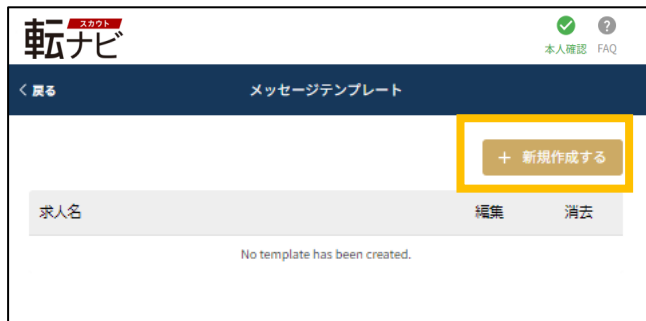 スカウト
転ナビ
本人確認 ? FAQ
< 戻る メッセージテンプレート
+ 新規作成する
求人名 編集 消去
No template has been created.